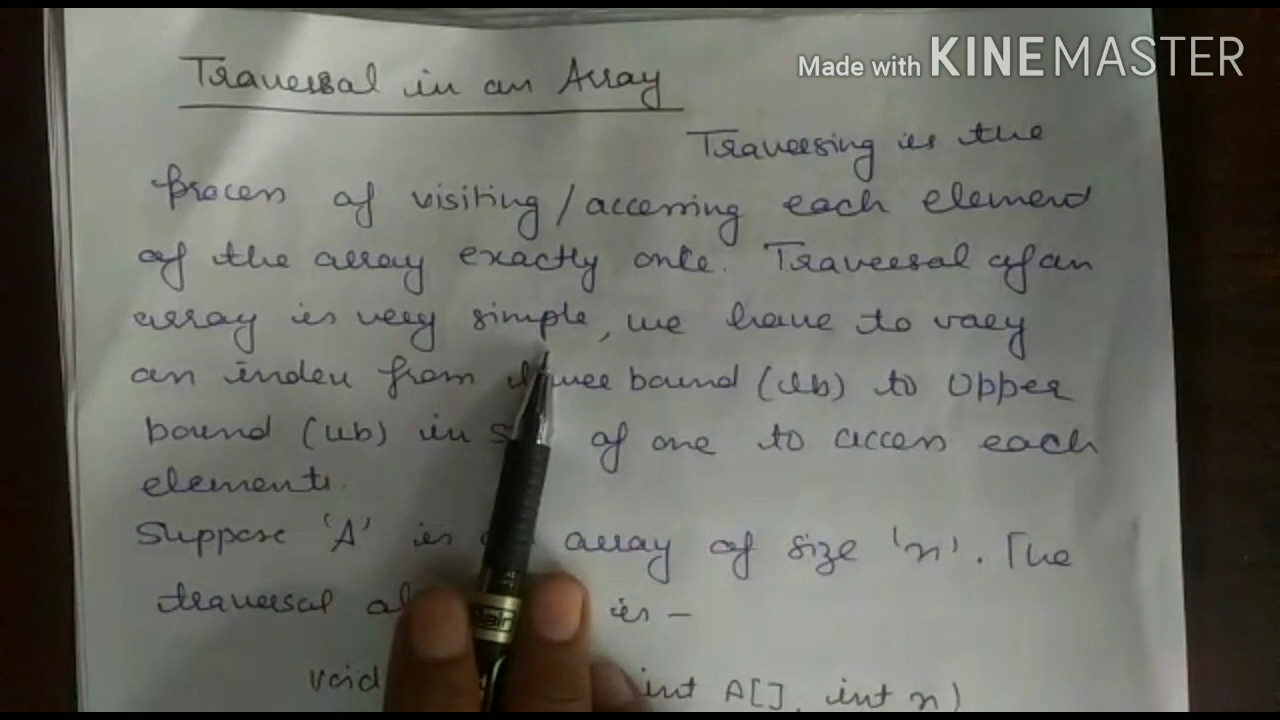 Made with KINEMASTER
Traversal in an Array
Traversing is the
process of visiting/accessing each element
of the array exactly once. Traversal of an
array is very simple, we have to vary
an index from bound (lb) to Upper
bound (ub) in of one to access each
elements.
Suppose 'A' is array of size 'n'. The
traversal is —
void int A[], int n)